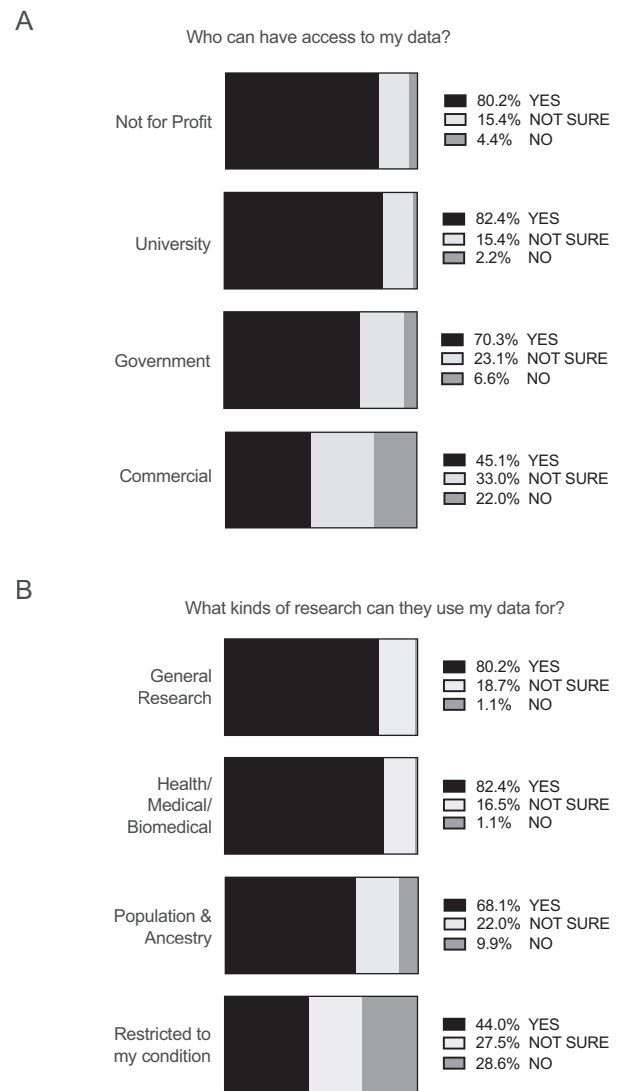 A
Who can have access to my data?
Not for Profit
80.2% YES
15.4% NOT SURE
4.4% NO
University
82.4% YES
15.4% NOT SURE
2.2% NO
Government
70.3% YES
23.1% NOT SURE
6.6% NO
Commercial
45.1% YES
33.0% NOT SURE
22.0% NO
B
What kinds of research can they use my data for?
General
Research
80.2% YES
18.7% NOT SURE
1.1% NO
Health/
Medical/
Biomedical
82.4% YES
16.5% NOT SURE
1.1% NO
Population &
Ancestry
68.1% YES
22.0% NOT SURE
9.9% NO
Restricted to
my condition
44.0% YES
27.5% NOT SURE
28.6% NO